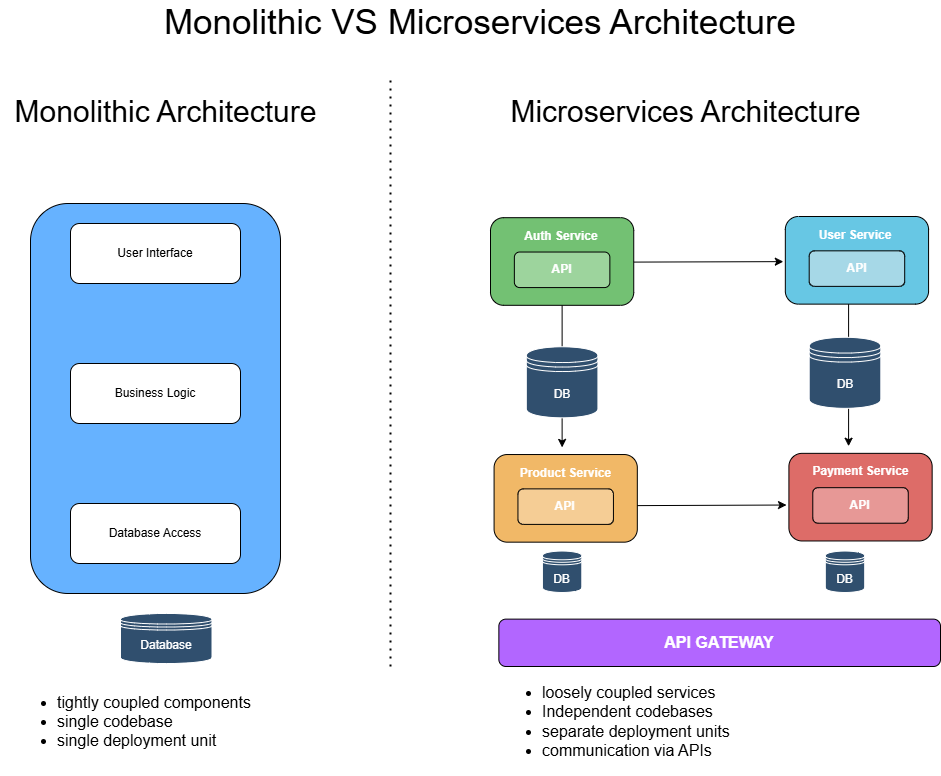 Monolithic VS Microservices Architecture
Monolithic Architecture
User Interface
Business Logic
Database Access
Database
• tightly coupled components
• single codebase
• single deployment unit
Microservices Architecture
Auth Service
API
User Service
API
DB
DB
Product Service
API
Payment Service
API
DB
DB
API GATEWAY
• loosely coupled services
• Independent codebases
• separate deployment units
• communication via APIs